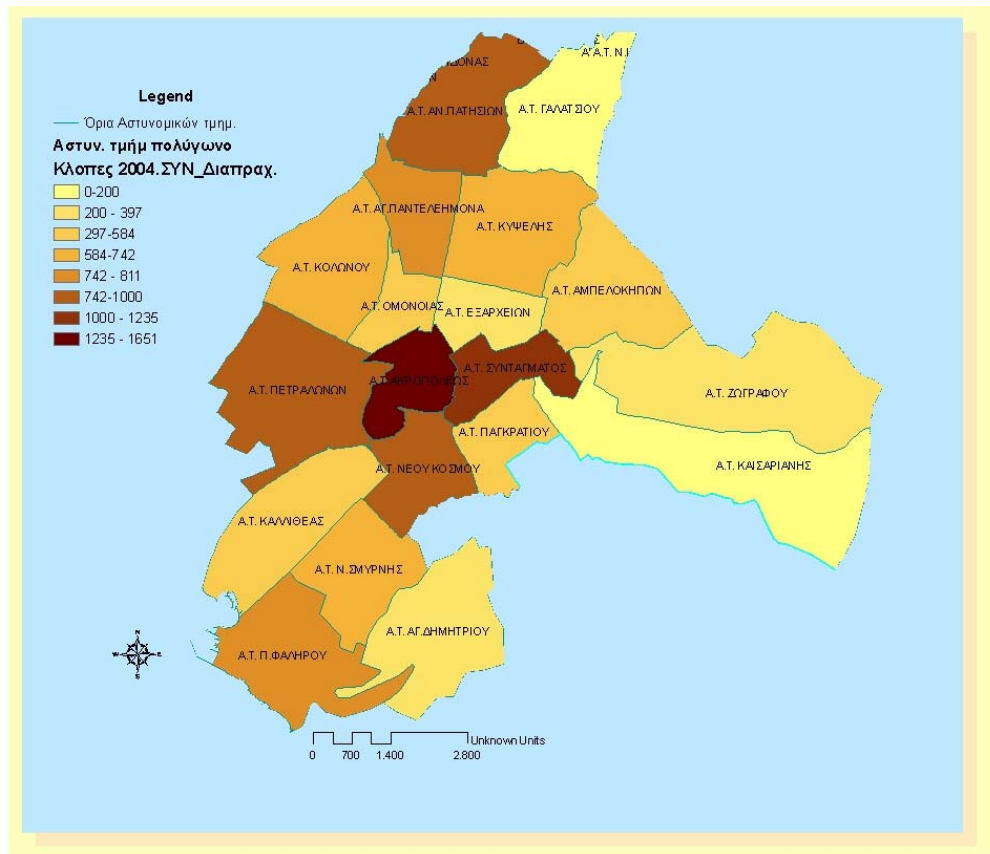 ΔΟΝΑΣ
Α.Τ. ΑΝ.ΠΑΤΗΣΙΩΝ
Α.Τ. ΓΑΛΑΤΣΙΟΥ
Legend
Όρια Αστυνομικών τμημ.
Αστυν. τμήμ πολύγωνο
Κλοπες 2004.ΣΥΝ_Διαπραχ.
0-200
200 - 397
297-584
584-742
742 - 811
742-1000
1000 - 1235
1235 - 1651
Α.Τ. ΑΓ.ΠΑΝΤΕΛΕΗΜΟΝΑ
Α.Τ. ΚΥΨΕΛΗΣ
Α.Τ. ΚΟΛΩΝΟΥ
Α.Τ. ΑΜΠΕΛΟΚΗΠΩΝ
Α.Τ. ΟΜΟΝΟΙΑΣ
Α.Τ. ΕΞΑΡΧΕΙΩΝ
Α.Τ. ΣΥΝΤΑΓΜΑΤΟΣ
Α.Τ. ΑΚΡΟΠΟΛΕΩΣ
Α.Τ. ΠΕΤΡΑΛΩΝΩΝ
Α.Τ. ΖΩΓΡΑΦΟΥ
Α.Τ. ΠΑΓΚΡΑΤΙΟΥ
Α.Τ. ΚΑΙΣΑΡΙΑΝΗΣ
Α.Τ. ΝΕΟΥ ΚΟΣΜΟΥ
Α.Τ. ΚΑΛΛΙΘΕΑΣ
Α.Τ. Ν.ΣΜΥΡΝΗΣ
Α.Τ. ΑΓ.ΔΗΜΗΤΡΙΟΥ
Α.Τ. Π.ΦΑΛΗΡΟΥ
N
W E
S
Unknown Units
0 700 1.400 2.800